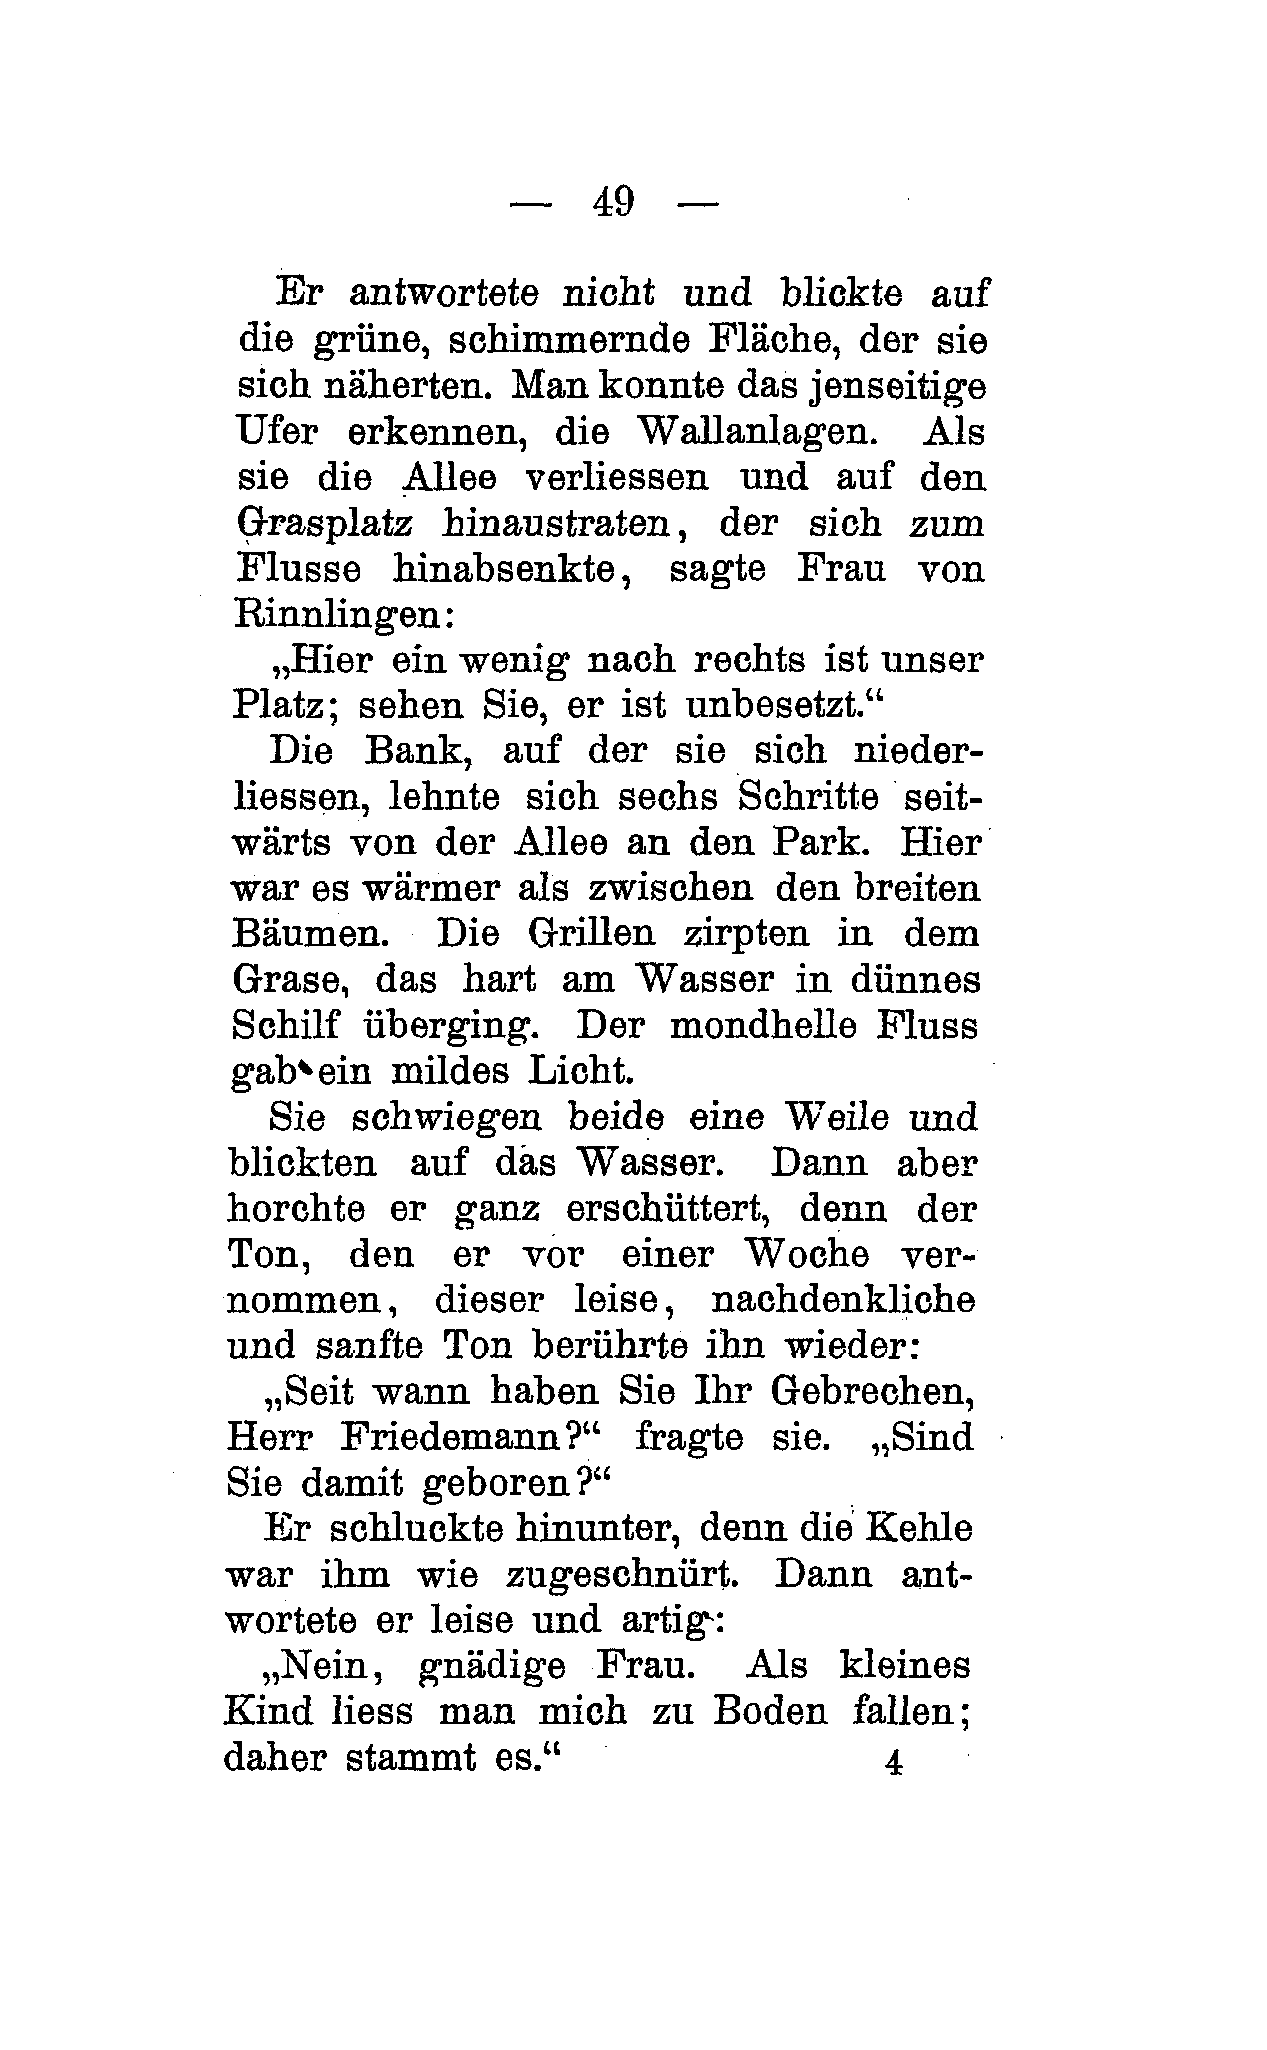 — 49 —
Er antwortete nicht und blickte auf
die grüne, schimmernde Fläche, der sie
sich näherten. Man konnte das jenseitige
Ufer erkennen, die Wallanlagen. Als
sie die Allee verliessen und auf den
Grasplatz hinaustraten, der sich zum
Flusse hinabsenkte, sagte Frau von
Rinnlingen:
„Hier ein wenig nach rechts ist unser
Platz; sehen Sie, er ist unbesetzt.“
Die Bank, auf der sie sich nieder-
liessen, lehnte sich sechs Schritte seit-
wärts von der Allee an den Park. Hier
war es wärmer als zwischen den breiten
Bäumen. Die Grillen zirpten in dem
Grase, das hart am Wasser in dünnes
Schilf überging. Der mondhelle Fluss
gab ein mildes Licht.
Sie schwiegen beide eine Weile und
blickten auf das Wasser. Dann aber
horchte er ganz erschüttert, denn der
Ton, den er vor einer Woche ver-
nommen, dieser leise, nachdenkliche
und sanfte Ton berührte ihn wieder:
„Seit wann haben Sie Ihr Gebrechen,
Herr Friedemann?“ fragte sie. „Sind
Sie damit geboren?“
Er schluckte hinunter, denn die Kehle
war ihm wie zugeschnürt. Dann ant-
wortete er leise und artig:
„Nein, gnädige Frau. Als kleines
Kind liess man mich zu Boden fallen;
daher stammt es.“ 4